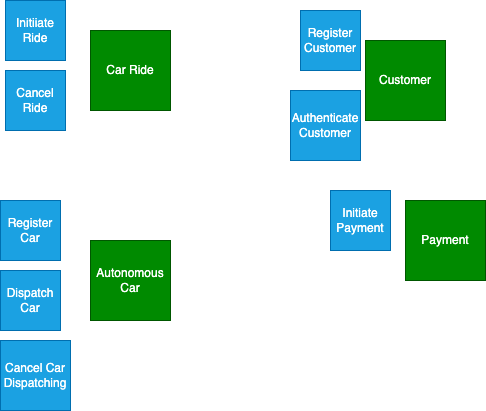 Initiiate
Ride
Car Ride
Cancel
Ride
Register
Customer
Customer
Authenticate
Customer
Register
Car
Autonomous
Car
Dispatch
Car
Cancel Car
Dispatching
Initiate
Payment
Payment